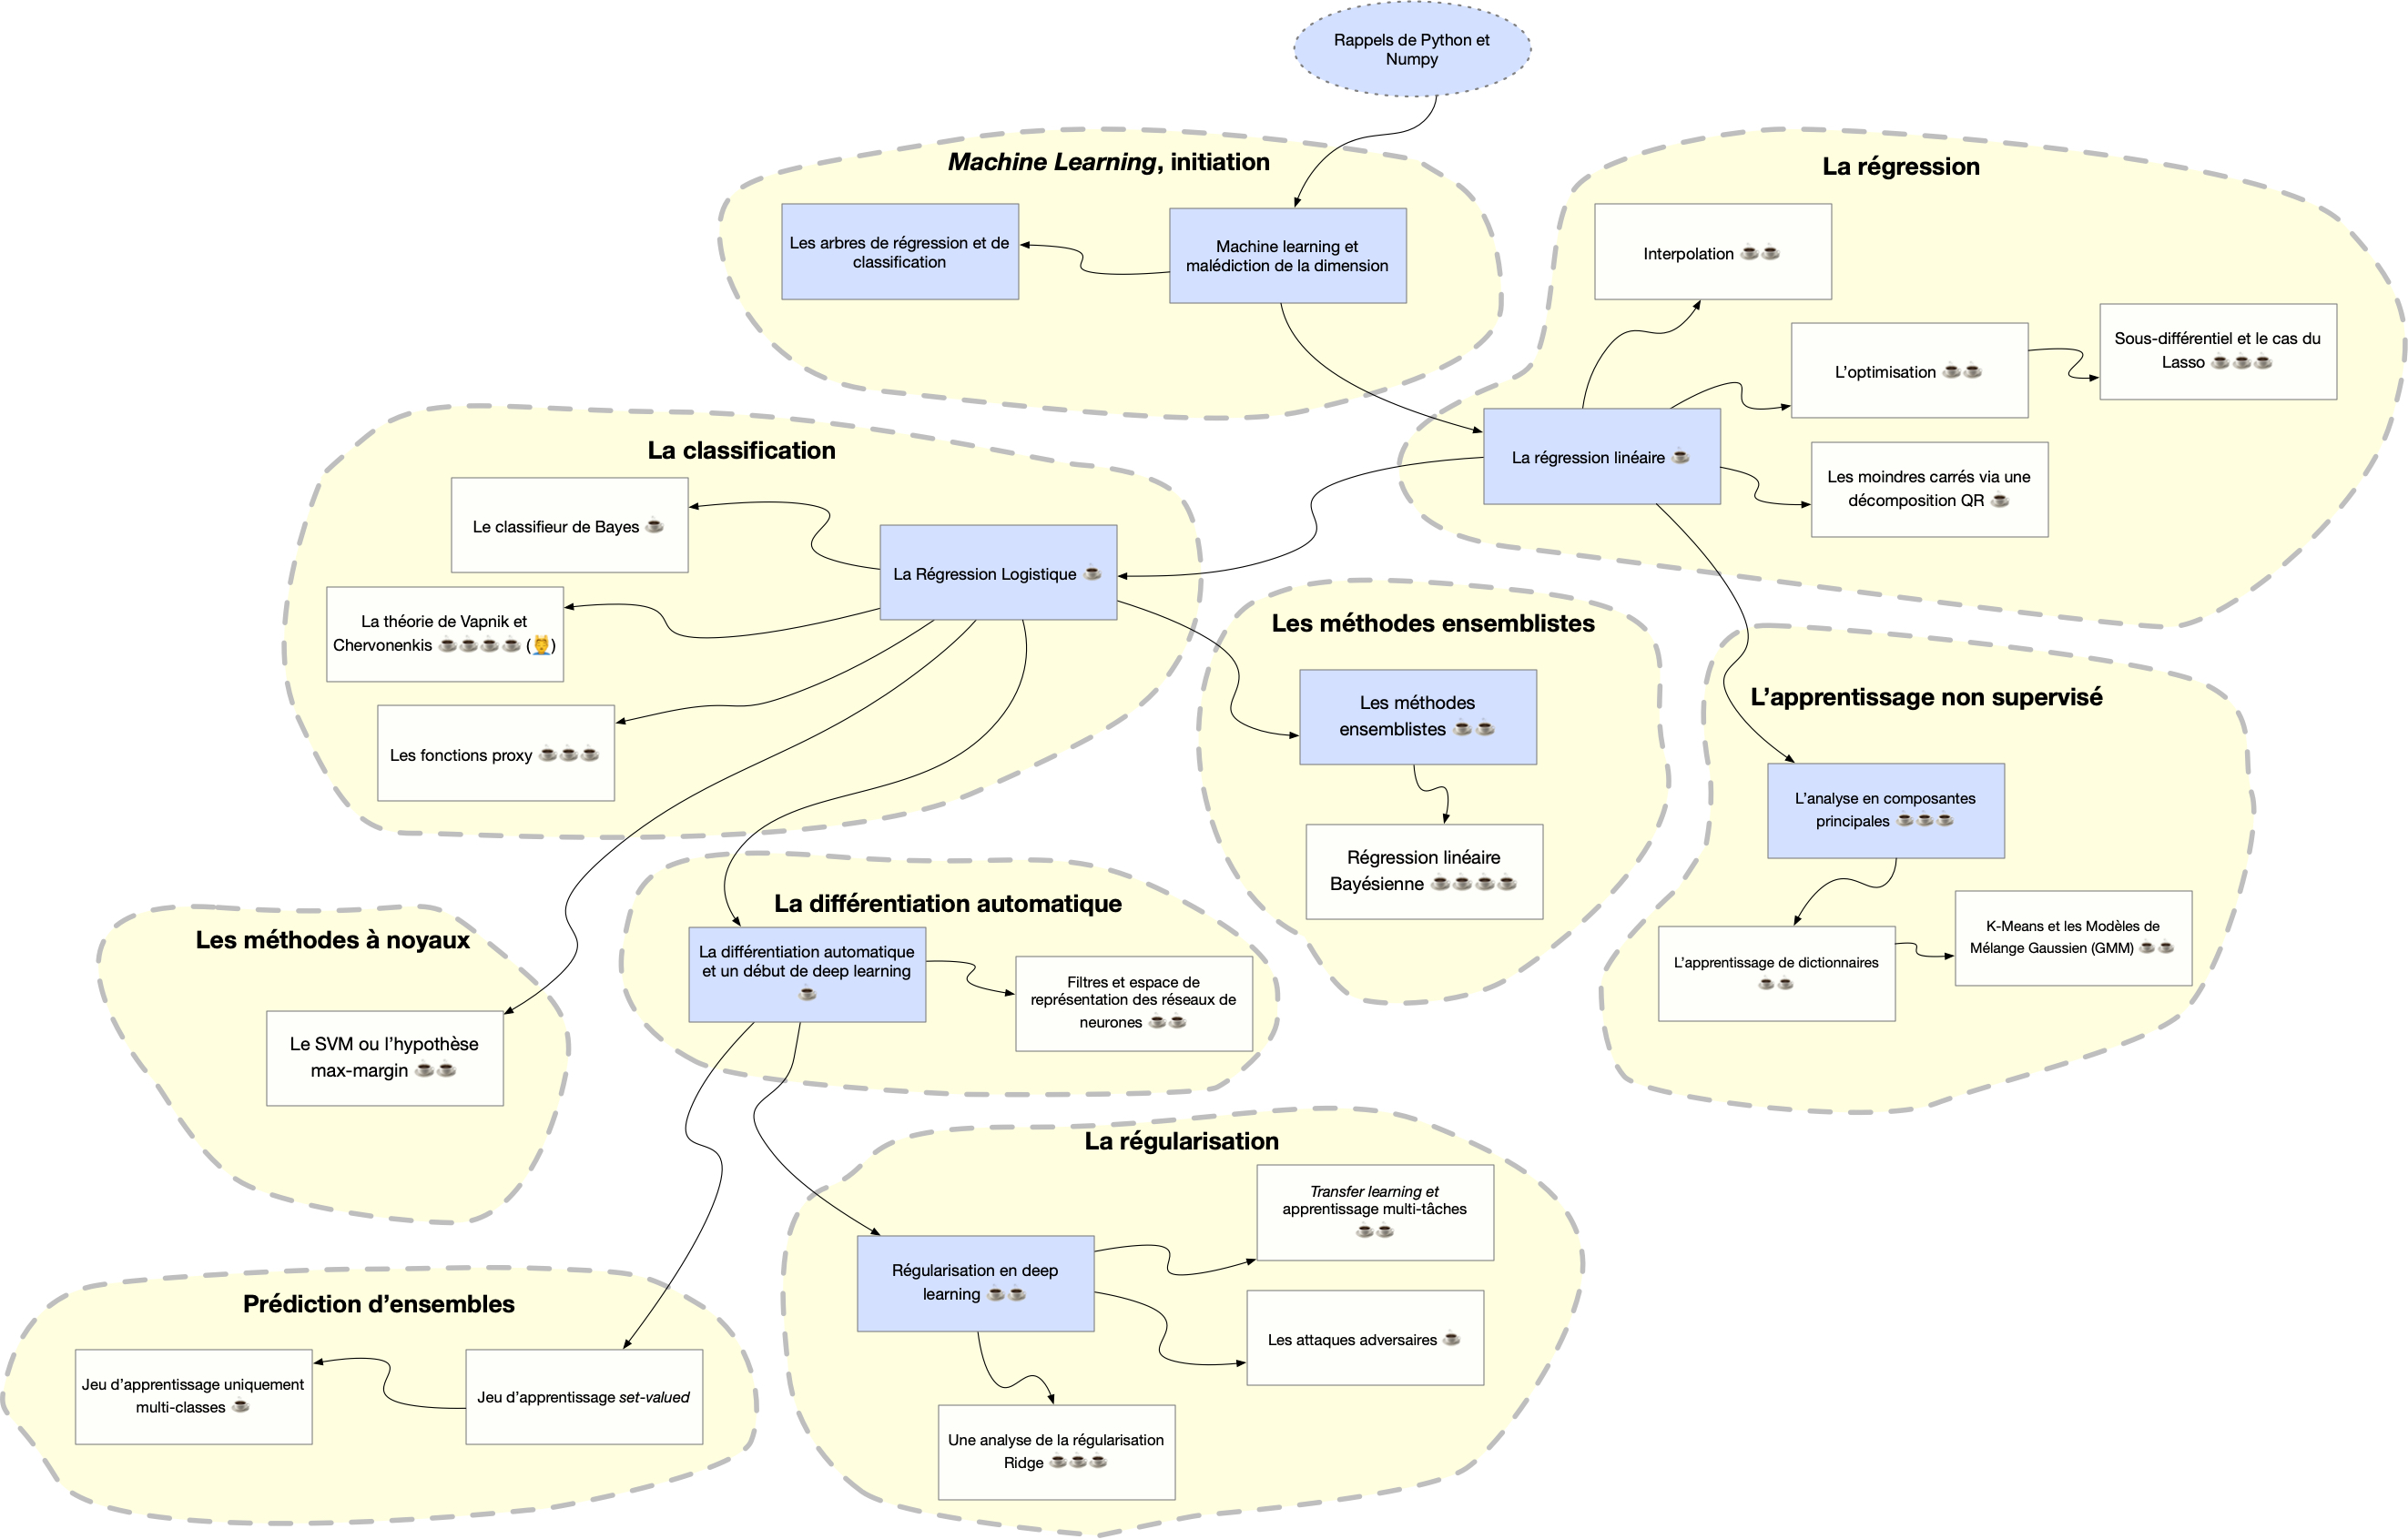 Rappels de Python et
Numpy
Machine Learning, initiation
Les arbres de régression et de
classification
Machine learning et
malédiction de la dimension
La régression
Interpolation ☕☕
L’optimisation ☕☕
Sous-différentiel et le cas du
Lasso ☕☕☕
La régression linéaire ☕
Les moindres carrés via une
décomposition QR ☕
La classification
Le classifieur de Bayes ☕
La Régression Logistique ☕
La théorie de Vapnik et
Chervonenkis ☕☕☕☕ (💆)
Les fonctions proxy ☕☕☕
Les méthodes ensemblistes
Les méthodes
ensemblistes ☕☕
Régression linéaire
Bayésienne ☕☕☕☕
L’apprentissage non supervisé
L’analyse en composantes
principales ☕☕☕
L’apprentissage de dictionnaires
☕☕
K-Means et les Modèles de
Mélange Gaussien (GMM) ☕☕
La différentiation automatique
La différentiation automatique
et un début de deep learning
☕
Filtres et espace de
représentation des réseaux de
neurones ☕☕
Les méthodes à noyaux
Le SVM ou l’hypothèse
max-margin ☕☕
La régularisation
Transfer learning et
apprentissage multi-tâches
☕☕
Régularisation en deep
learning ☕☕
Les attaques adversaires ☕
Une analyse de la régularisation
Ridge ☕☕☕
Prédiction d’ensembles
Jeu d’apprentissage uniquement
multi-classes ☕
Jeu d’apprentissage set-valued